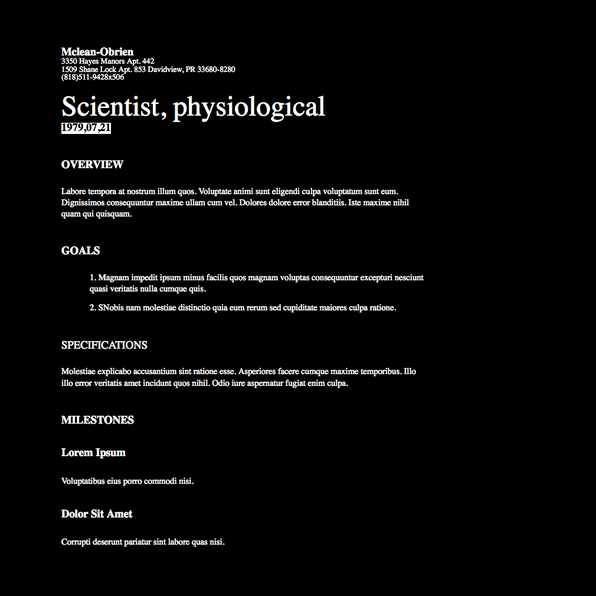 Mclean-Obrien
3350 Hayes Manors Apt. 442
1509 Shane Lock Apt. 853 Davidview, PR 33680-8280
(818)511-9428x506
Scientist, physiological
1979,07,21
OVERVIEW
Labore tempora at nostrum illum quos. Voluptate animi sunt eligendi culpa voluptatum sunt eum.
Dignissimos consequuntur maxime ullam cum vel. Dolores dolore error blanditiis. Iste maxime nihil
quam qui quisquam.
GOALS
1. Magnam impedit ipsum minus facilis quos magnam voluptas consequuntur excepturi nesciunt
quasi veritatis nulla cumque quis.
2. SNobis nam molestiae distinctio quia eum rerum sed cupiditate maiores culpa ratione.
SPECIFICATIONS
Molestiae explicabo accusantium sint ratione esse. Asperiores facere cumque maxime temporibus. Illo
illo error veritatis amet incidunt quos nihil. Odio iure aspernatur fugiat enim culpa.
MILESTONES
Lorem Ipsum
Voluptatibus eius porro commodi nisi.
Dolor Sit Amet
Corrupti deserunt pariatur sint labore quas nisi.